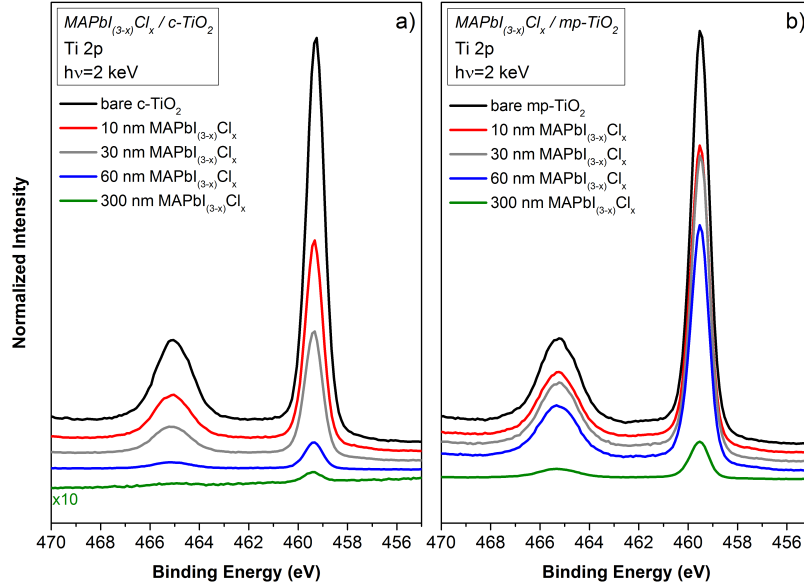 MAPbI(3-x)Clx / c-TiO2
Ti 2p
hν=2 keV
a)
bare c-TiO2
10 nm MAPbI(3-x)Clx
30 nm MAPbI(3-x)Clx
60 nm MAPbI(3-x)Clx
300 nm MAPbI(3-x)Clx
x10
Normalized Intensity
470 468 466 464 462 460 458 456
Binding Energy (eV)
MAPbI(3-x)Clx / mp-TiO2
Ti 2p
hν=2 keV
b)
bare mp-TiO2
10 nm MAPbI(3-x)Clx
30 nm MAPbI(3-x)Clx
60 nm MAPbI(3-x)Clx
300 nm MAPbI(3-x)Clx
470 468 466 464 462 460 458 456
Binding Energy (eV)